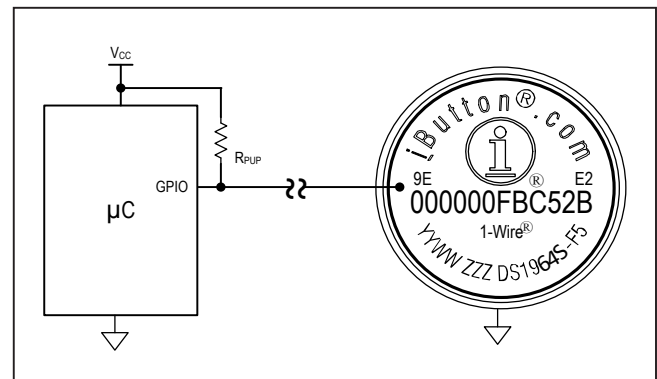 VCC
RPUP
GPIO
µC
iButton®.com
i
9E
®
E2
000000FBC52B
1-Wire®
YYWW ZZZ DS1964S-F5